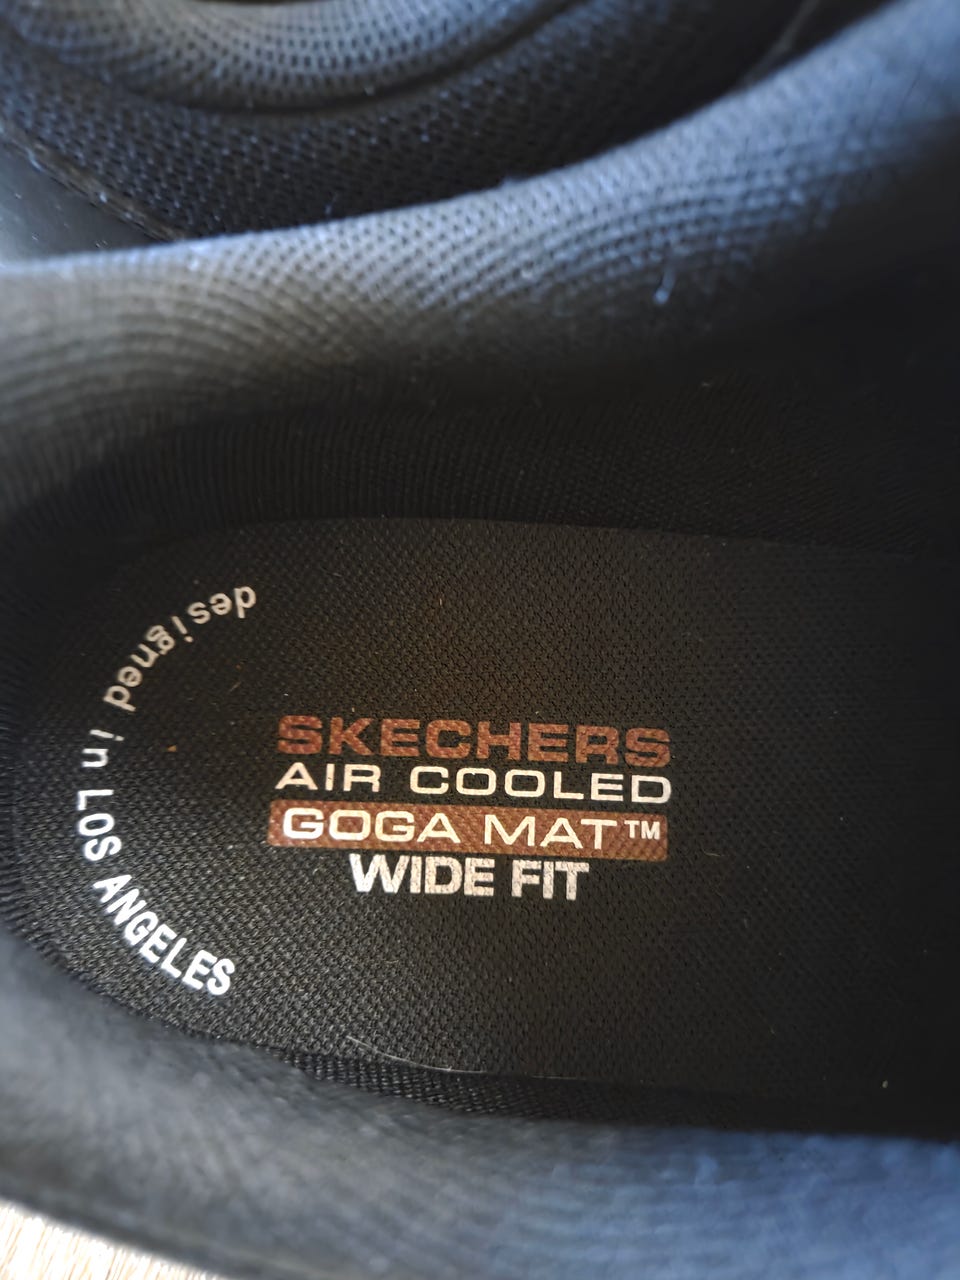 designed in LOS ANGELES
SKECHERS
AIR COOLED
GOGA MAT™
WIDE FIT